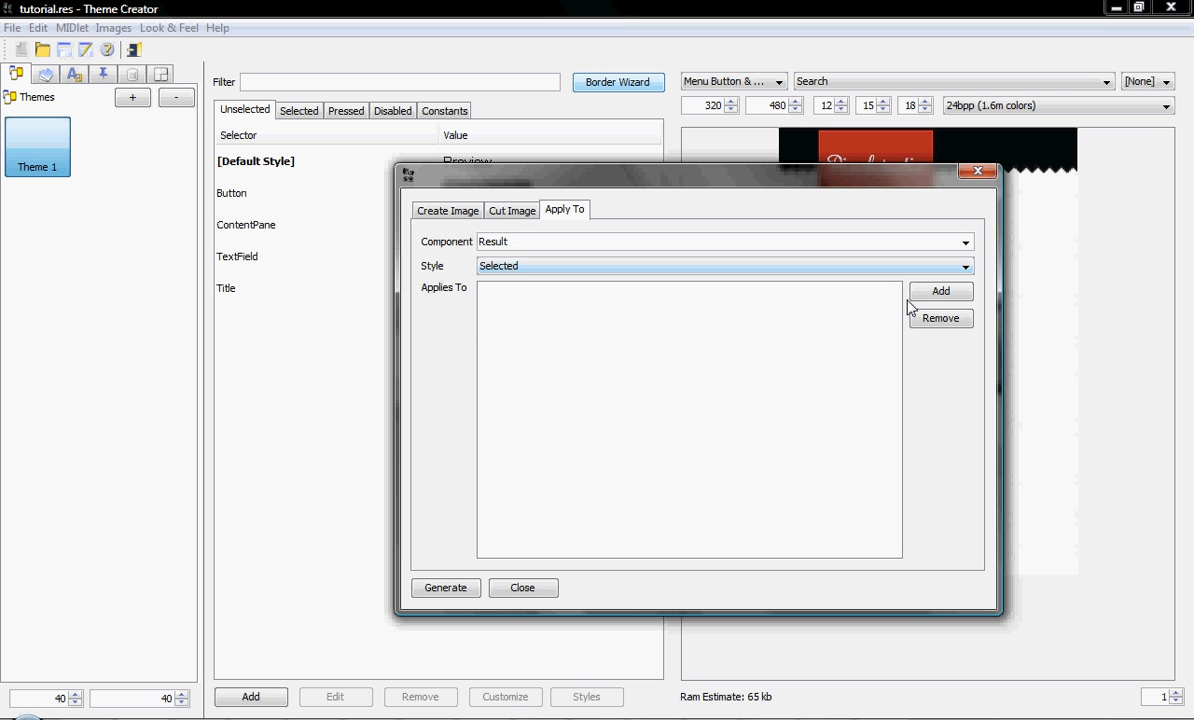 tutorial.res - Theme Creator
File Edit MIDlet Images Look & Feel Help
Themes + -
Theme 1
Filter Border Wizard
Unselected Selected Pressed Disabled Constants
Selector Value
[Default Style] Preview
Button
ContentPane
TextField
Title
Menu Button & ... Search [None]
320 480 12 15 18 24bpp (1.6m colors)
Create Image Cut Image Apply To
Component Result
Style Selected
Applies To Add
Remove
Generate Close
40 40
Add Edit Remove Customize Styles
Ram Estimate: 65 kb 1